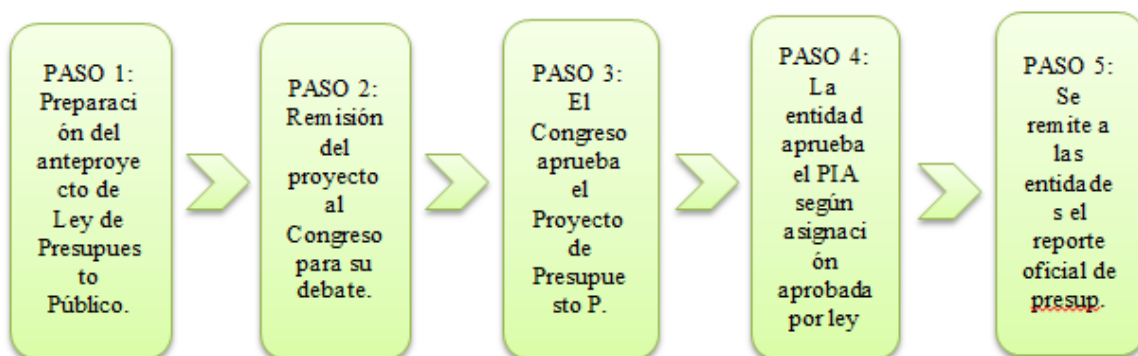 PASO 1:
Preparaci
ón del
anteproye
cto de
Ley de
Presupues
to
Público.
PASO 2:
Remisión
del
proyecto
al
Congreso
para su
debate.
PASO 3:
El
Congreso
aprueba
el
Proyecto
de
Presupue
sto P.
PASO 4:
La
entidad
aprueba
el PIA
según
asignaci
ón
aprobada
por ley
PASO 5:
Se
remite a
las
entidade
s el
reporte
oficial de
presup.